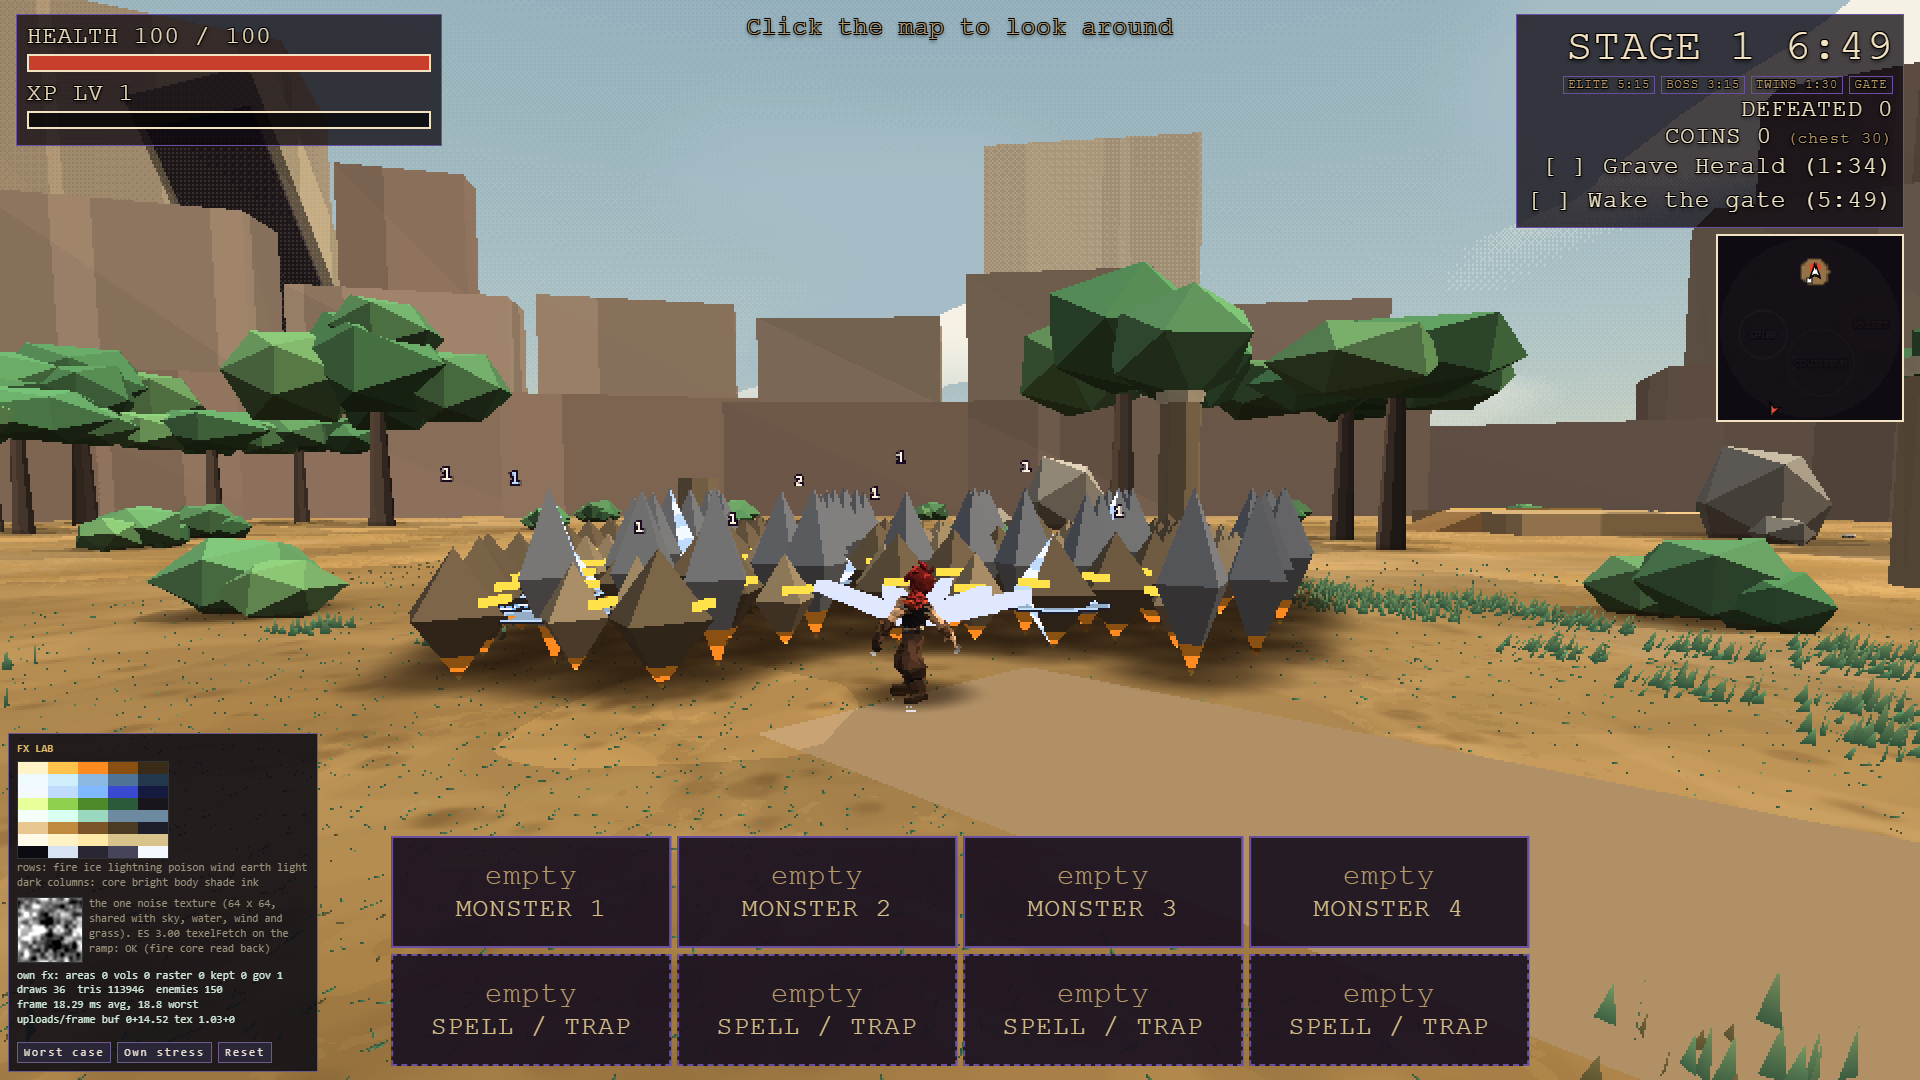 HEALTH 100 / 100
XP LV 1
Click the map to look around
STAGE 1 6:49
ELITE 5:15 BOSS 3:15 TWINS 1:30 GATE
DEFEATED 0
COINS 0 (chest 30)
[ ] Grave Herald (1:34)
[ ] Wake the gate (5:49)
1
1
2
1
1
1
1
1
1
FX LAB
rows: fire ice lightning poison wind earth light
dark columns: core bright body shade ink
the one noise texture (64 x 64,
shared with sky, water, wind and
grass). ES 3.00 texelFetch on the
ramp: OK (fire core read back)
own fx: areas 0 vols 0 raster 0 kept 0 gov 1
draws 36 tris 113946 enemies 150
frame 18.29 ms avg, 18.8 worst
uploads/frame buf 0+14.52 tex 1.03+0
Worst case Own stress Reset
empty
MONSTER 1
empty
MONSTER 2
empty
MONSTER 3
empty
MONSTER 4
empty
SPELL / TRAP
empty
SPELL / TRAP
empty
SPELL / TRAP
empty
SPELL / TRAP